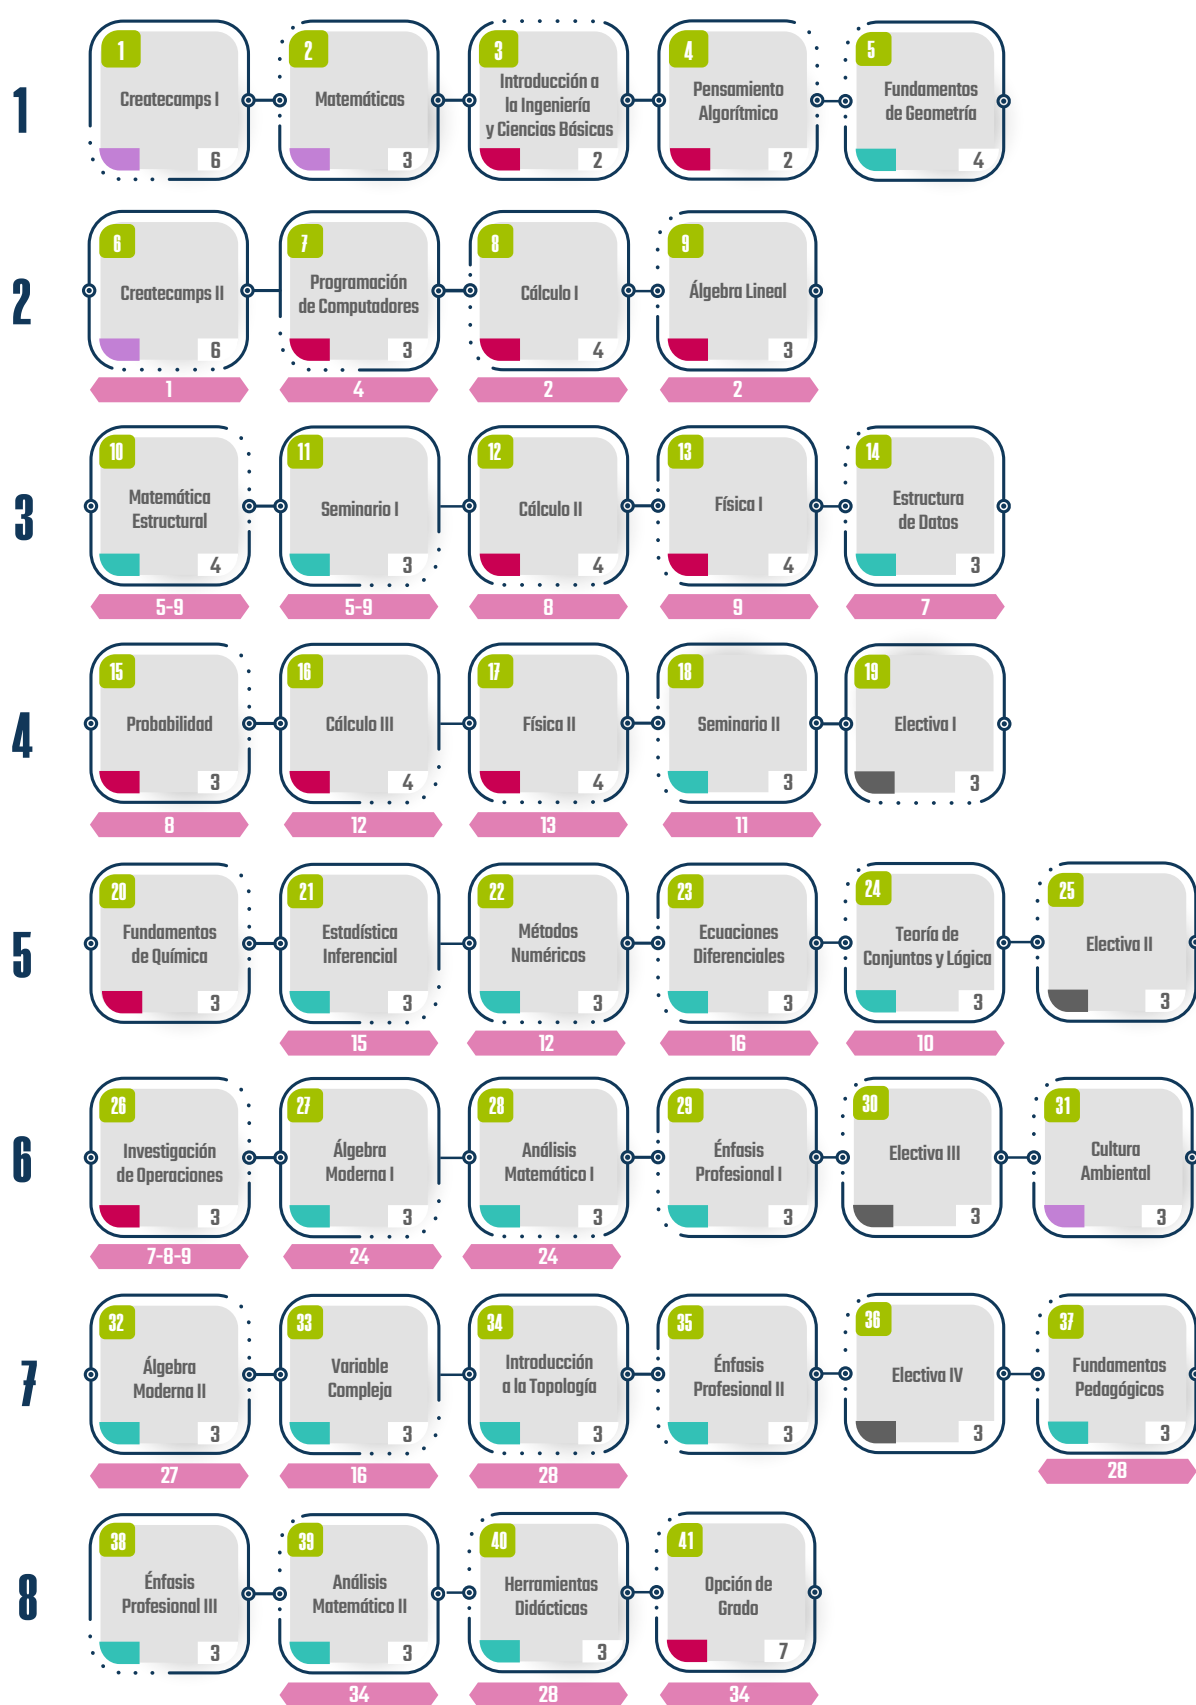 1
1
Createcamps I
6
2
Matemáticas
3
3
Introducción a
la Ingeniería
y Ciencias Básicas
2
4
Pensamiento
Algorítmico
2
5
Fundamentos
de Geometría
4
2
6
Createcamps II
6
1
7
Programación
de Computadores
3
4
8
Cálculo I
4
2
9
Álgebra Lineal
3
2
3
10
Matemática
Estructural
4
5-9
11
Seminario I
3
5-9
12
Cálculo II
4
8
13
Física I
4
9
14
Estructura
de Datos
3
7
4
15
Probabilidad
3
8
16
Cálculo III
4
12
17
Física II
4
13
18
Seminario II
3
11
19
Electiva I
3
5
20
Fundamentos
de Química
3
21
Estadística
Inferencial
3
15
22
Métodos
Numéricos
3
12
23
Ecuaciones
Diferenciales
3
16
24
Teoría de
Conjuntos y Lógica
3
10
25
Electiva II
3
6
26
Investigación
de Operaciones
3
7-8-9
27
Álgebra
Moderna I
3
24
28
Análisis
Matemático I
3
24
29
Énfasis
Profesional I
3
30
Electiva III
3
31
Cultura
Ambiental
3
7
32
Álgebra
Moderna II
3
27
33
Variable
Compleja
3
16
34
Introducción
a la Topología
3
28
35
Énfasis
Profesional II
3
36
Electiva IV
3
37
Fundamentos
Pedagógicos
3
28
8
38
Énfasis
Profesional III
3
39
Análisis
Matemático II
3
34
40
Herramientas
Didácticas
3
28
41
Opción de
Grado
7
34